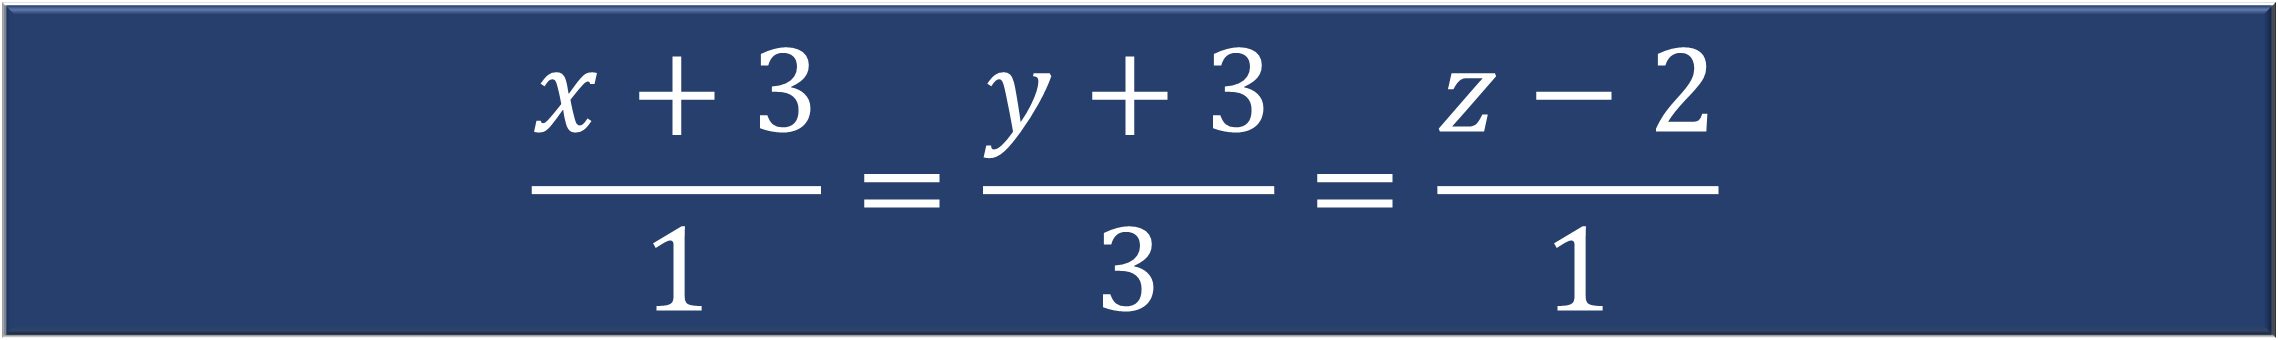 x + 3 / 1 = y + 3 / 3 = z − 2 / 1